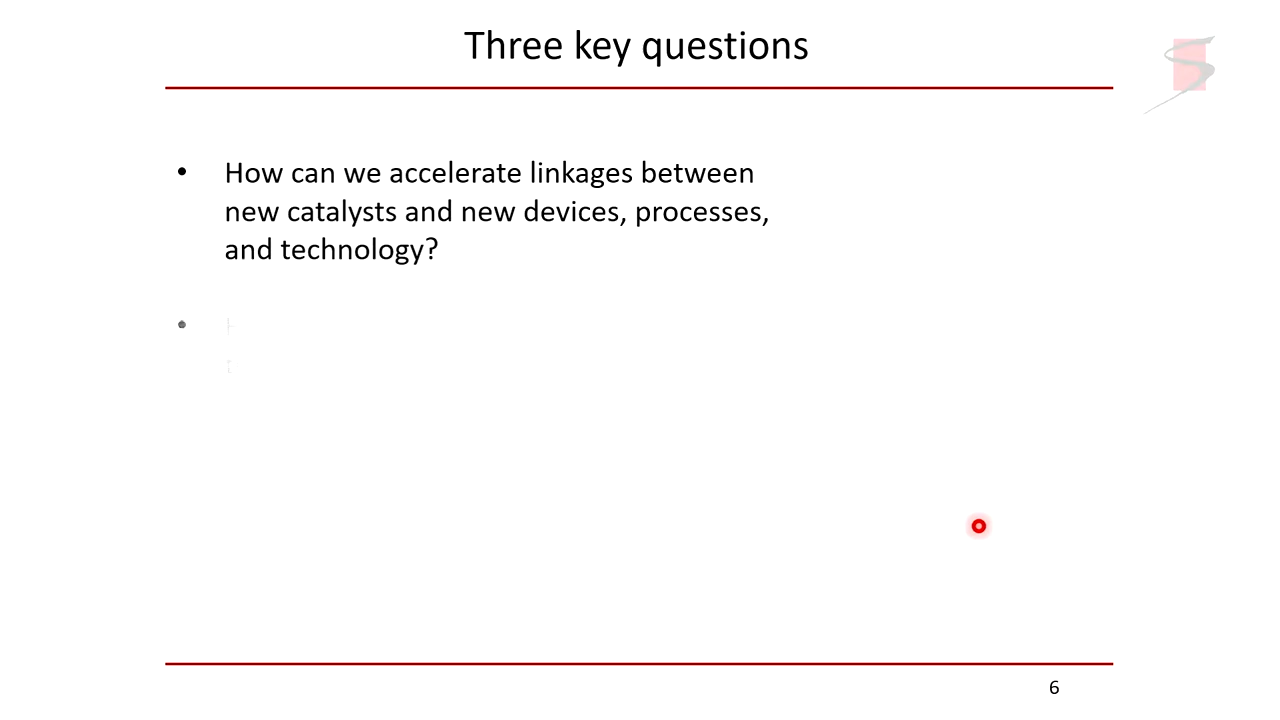 Three key questions
• How can we accelerate linkages between
new catalysts and new devices, processes,
and technology?
•
6